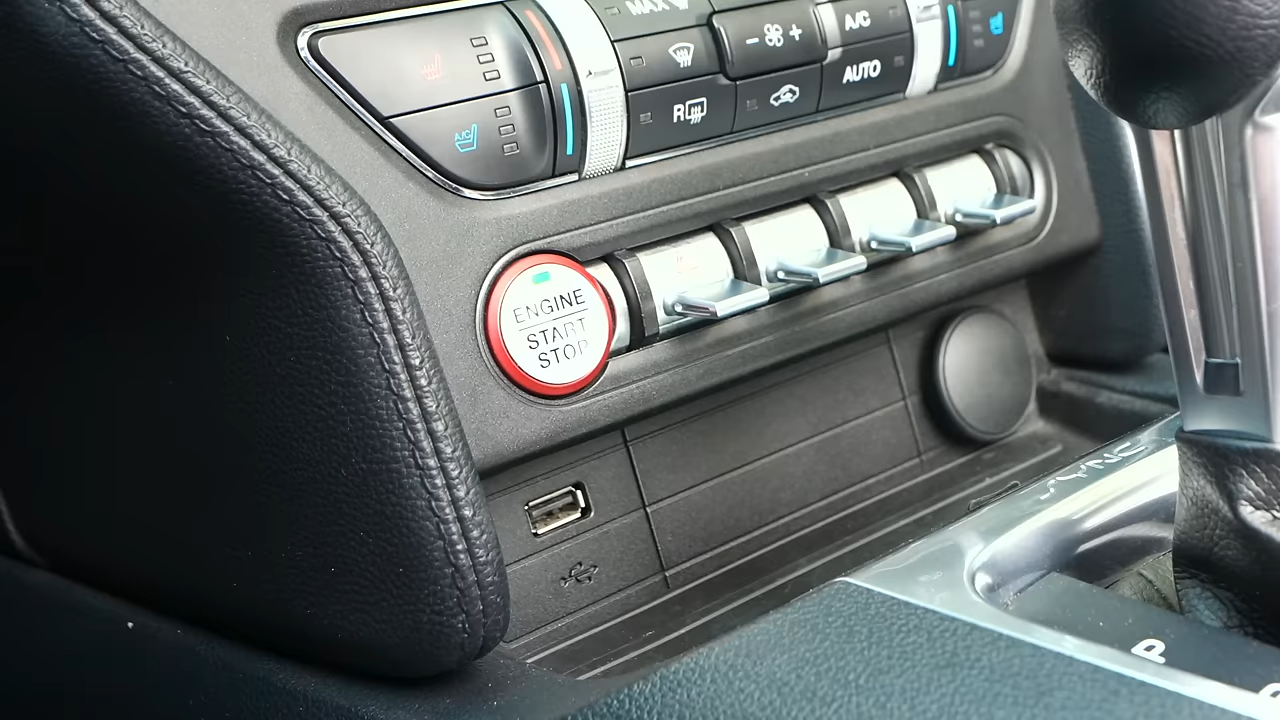 MAX
A/C
- +
AUTO
R
A/C
ENGINE
START
STOP
SYNC
P